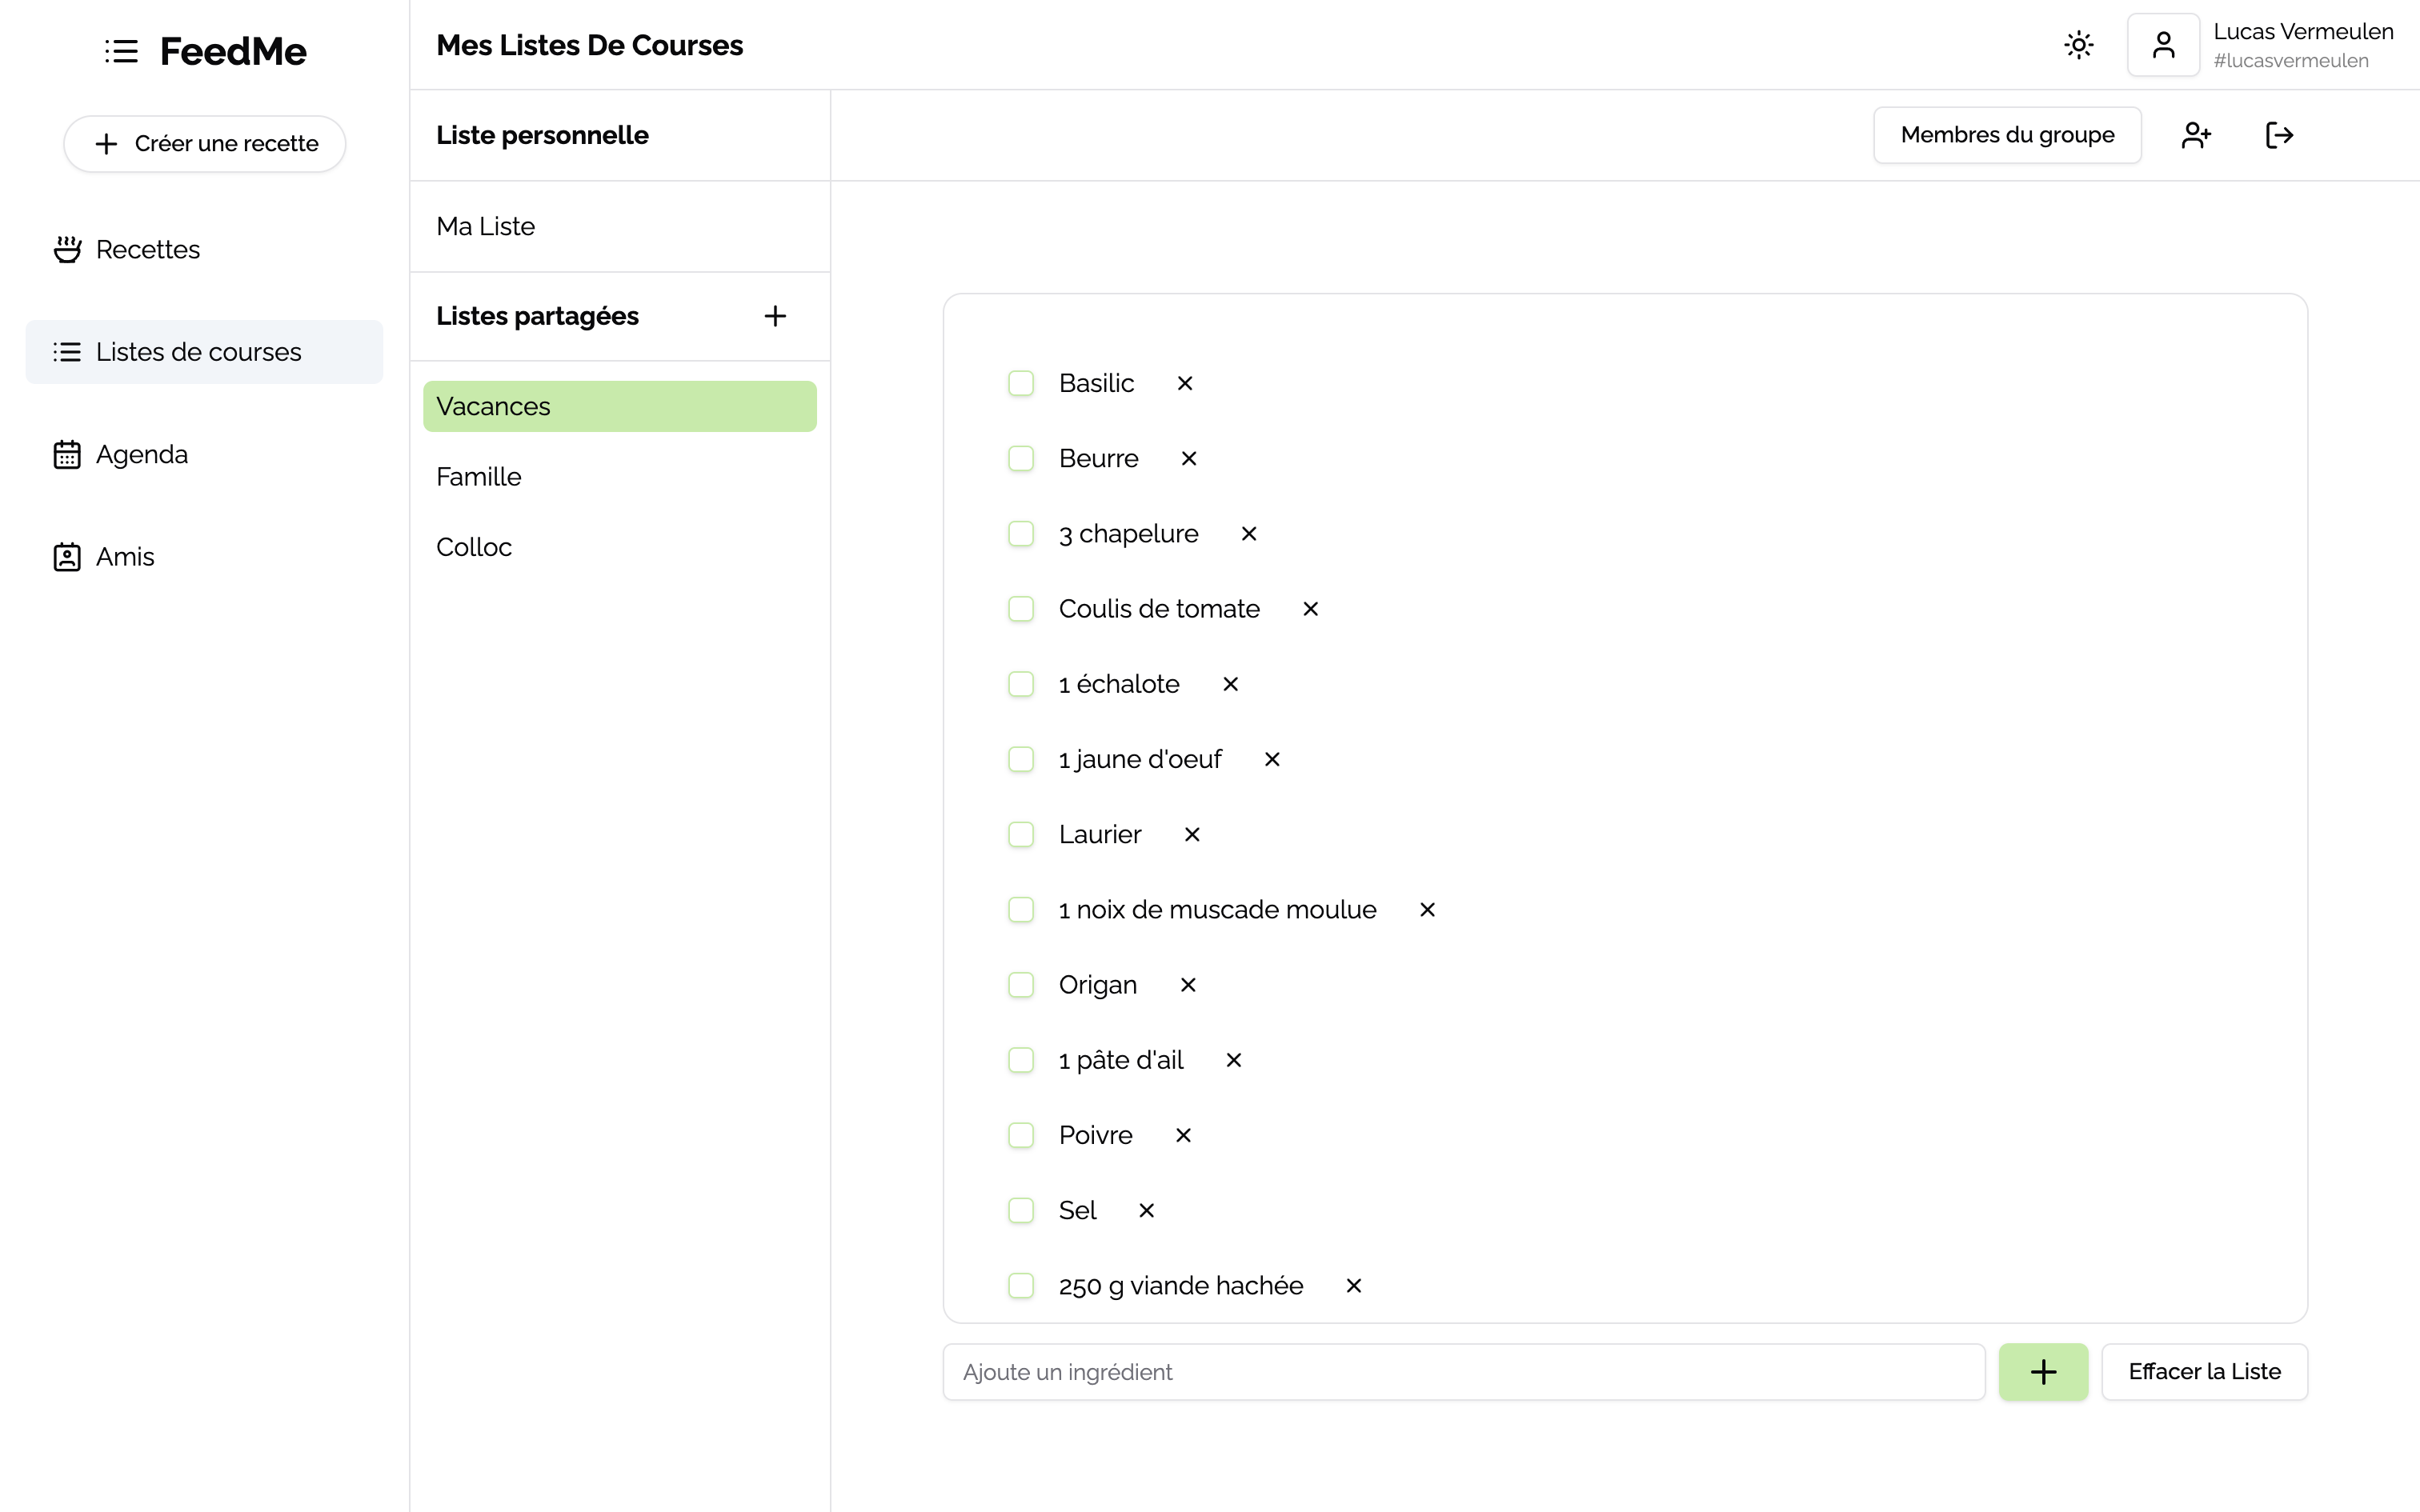 FeedMe
Créer une recette
Recettes
Listes de courses
Agenda
Amis
Mes Listes De Courses
Lucas Vermeulen
#lucasvermeulen
Liste personnelle
Ma Liste
Listes partagées
Vacances
Famille
Colloc
Membres du groupe
Basilic
Beurre
3 chapelure
Coulis de tomate
1 échalote
1 jaune d'oeuf
Laurier
1 noix de muscade moulue
Origan
1 pâte d'ail
Poivre
Sel
250 g viande hachée
Ajoute un ingrédient
Effacer la Liste